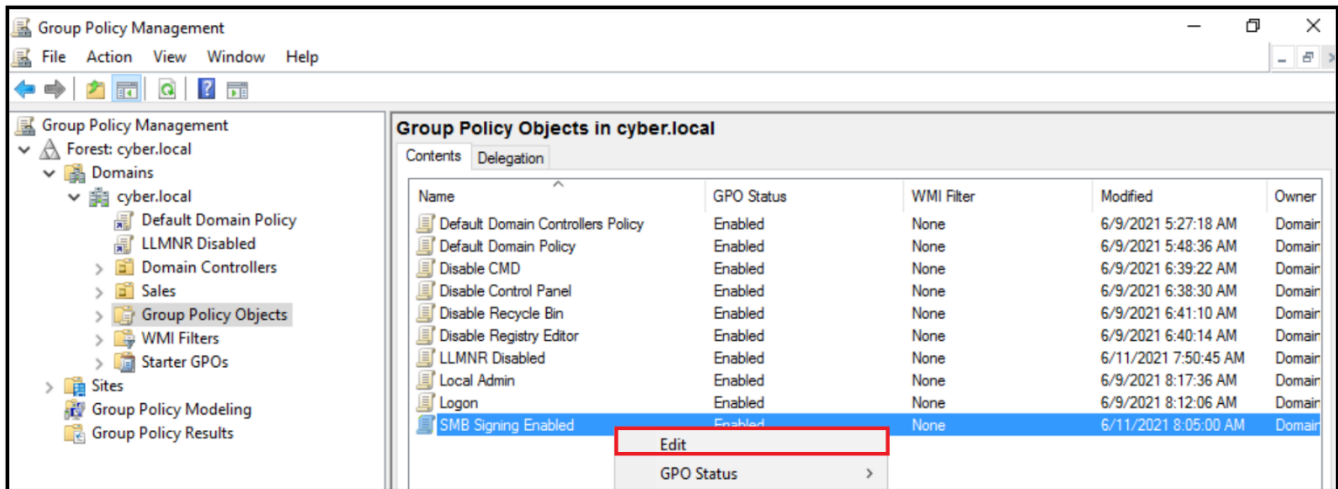 Group Policy Management
File Action View Window Help
Group Policy Management
Forest: cyber.local
Domains
cyber.local
Default Domain Policy
LLMNR Disabled
Domain Controllers
Sales
Group Policy Objects
WMI Filters
Starter GPOs
Sites
Group Policy Modeling
Group Policy Results
Group Policy Objects in cyber.local
Contents Delegation
Name GPO Status WMI Filter Modified Owner
Default Domain Controllers Policy Enabled None 6/9/2021 5:27:18 AM Domain
Default Domain Policy Enabled None 6/9/2021 5:48:36 AM Domain
Disable CMD Enabled None 6/9/2021 6:39:22 AM Domain
Disable Control Panel Enabled None 6/9/2021 6:38:30 AM Domain
Disable Recycle Bin Enabled None 6/9/2021 6:41:10 AM Domain
Disable Registry Editor Enabled None 6/9/2021 6:40:14 AM Domain
LLMNR Disabled Enabled None 6/11/2021 7:50:45 AM Domain
Local Admin Enabled None 6/9/2021 8:17:36 AM Domain
Logon Enabled None 6/9/2021 8:12:06 AM Domain
SMB Signing Enabled Enabled None 6/11/2021 8:05:00 AM Domain
Edit
GPO Status